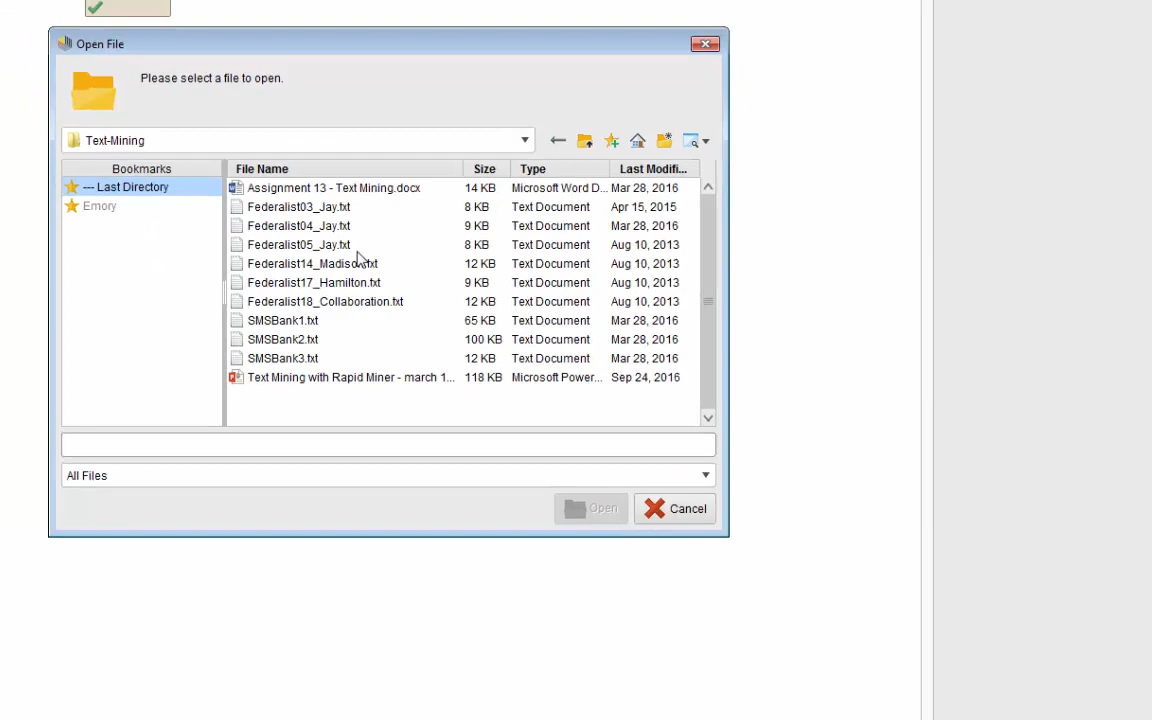 Open File
Please select a file to open.
Text-Mining
Bookmarks File Name Size Type Last Modifi...
--- Last Directory
Emory
Assignment 13 - Text Mining.docx 14 KB Microsoft Word D... Mar 28, 2016
Federalist03_Jay.txt 8 KB Text Document Apr 15, 2015
Federalist04_Jay.txt 9 KB Text Document Mar 28, 2016
Federalist05_Jay.txt 8 KB Text Document Aug 10, 2013
Federalist14_Madison.txt 12 KB Text Document Aug 10, 2013
Federalist17_Hamilton.txt 9 KB Text Document Aug 10, 2013
Federalist18_Collaboration.txt 12 KB Text Document Aug 10, 2013
SMSBank1.txt 65 KB Text Document Mar 28, 2016
SMSBank2.txt 100 KB Text Document Mar 28, 2016
SMSBank3.txt 12 KB Text Document Mar 28, 2016
Text Mining with Rapid Miner - march 1... 118 KB Microsoft Power... Sep 24, 2016
All Files
Open Cancel